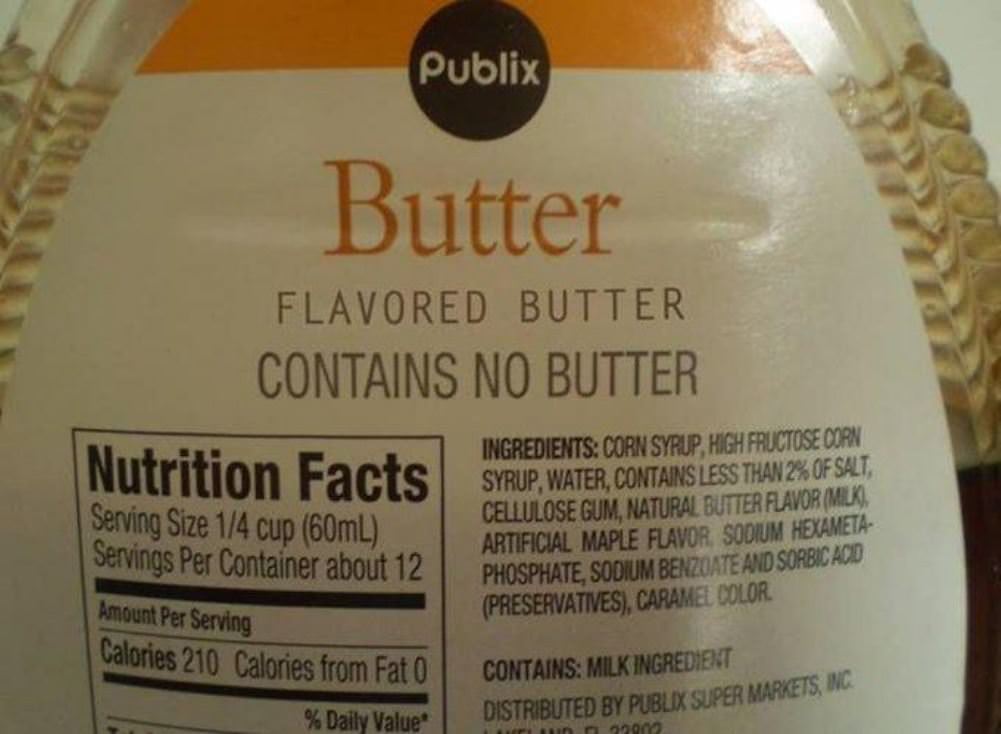 Publix
Butter
FLAVORED BUTTER
CONTAINS NO BUTTER
Nutrition Facts
Serving Size 1/4 cup (60mL)
Servings Per Container about 12
Amount Per Serving
Calories 210 Calories from Fat 0
% Daily Value*
INGREDIENTS: CORN SYRUP, HIGH FRUCTOSE CORN
SYRUP, WATER, CONTAINS LESS THAN 2% OF SALT,
CELLULOSE GUM, NATURAL BUTTER FLAVOR (MILK),
ARTIFICIAL MAPLE FLAVOR, SODIUM HEXAMETA-
PHOSPHATE, SODIUM BENZOATE AND SORBIC ACID
(PRESERVATIVES), CARAMEL COLOR.
CONTAINS: MILK INGREDIENT
DISTRIBUTED BY PUBLIX SUPER MARKETS, INC.
LAKELAND, FL 33802